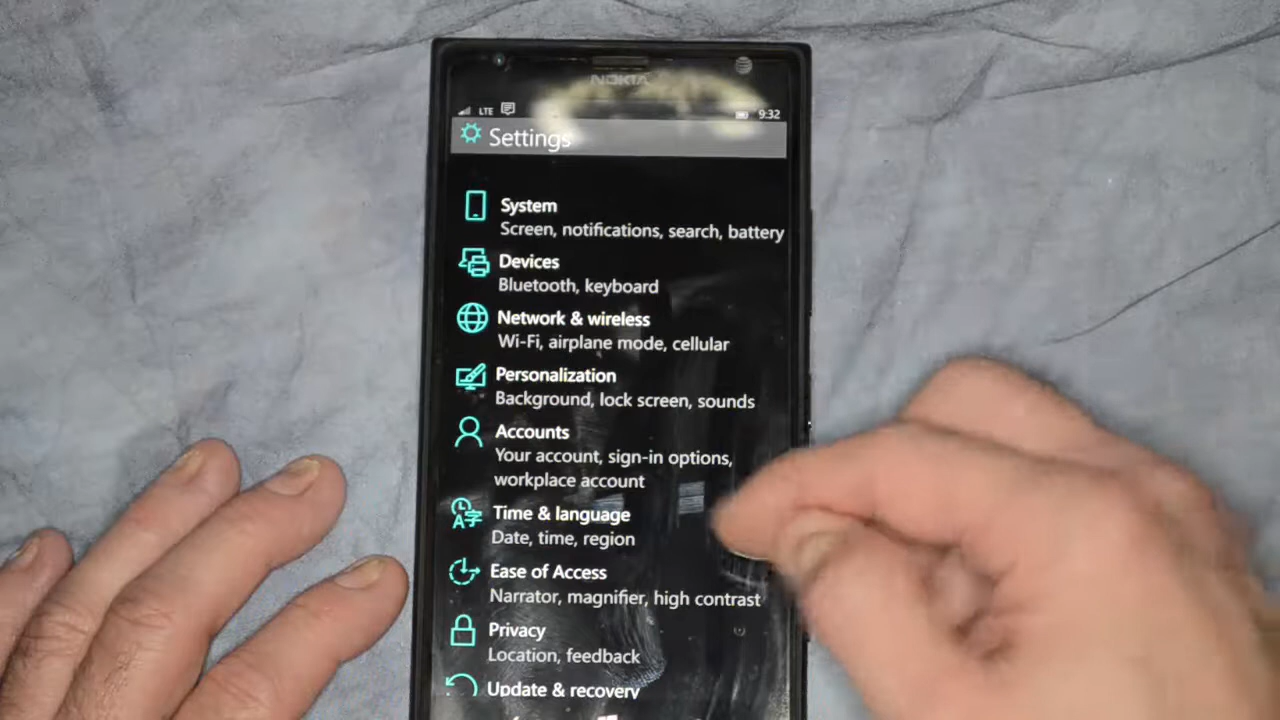 NOKIA
LTE 9:32
Settings
System
Screen, notifications, search, battery
Devices
Bluetooth, keyboard
Network & wireless
Wi-Fi, airplane mode, cellular
Personalization
Background, lock screen, sounds
Accounts
Your account, sign-in options,
workplace account
Time & language
Date, time, region
Ease of Access
Narrator, magnifier, high contrast
Privacy
Location, feedback
Update & recovery